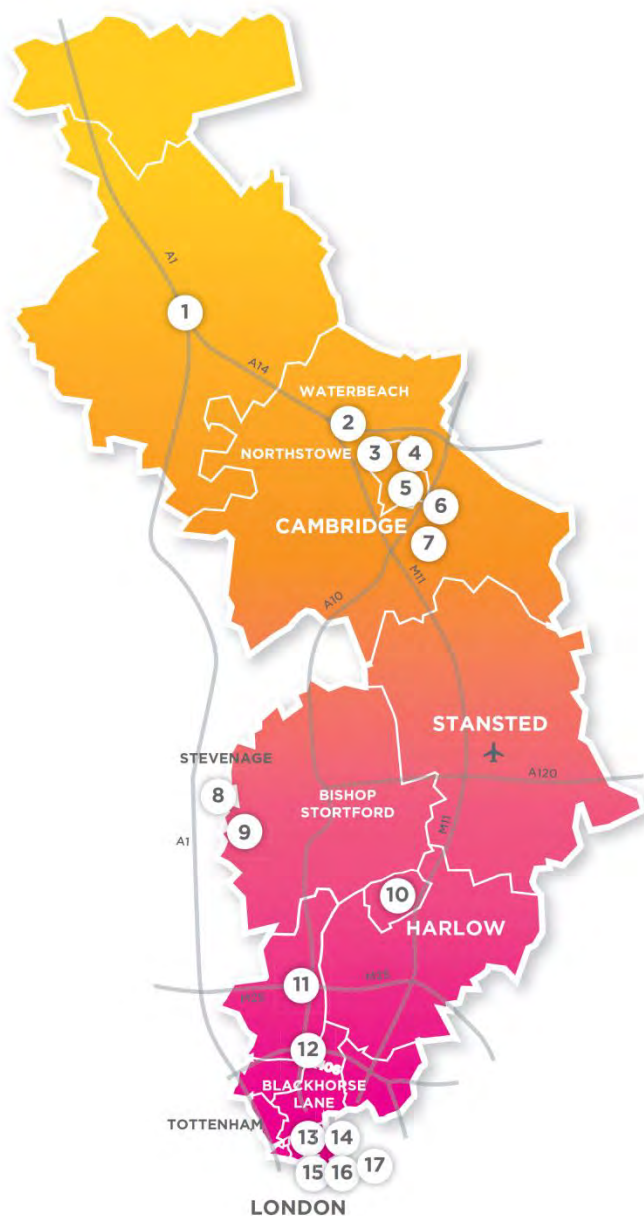 A1
1
A14
WATERBEACH
2
NORTHSTOWE
3
4
5
6
CAMBRIDGE
7
M11
A10
STANSTED
STEVENAGE
A120
8
BISHOP
STORTFORD
9
M11
A1
10
HARLOW
M25
M25
11
12
BLACKHORSE
LANE
TOTTENHAM
13
14
15
16
17
LONDON